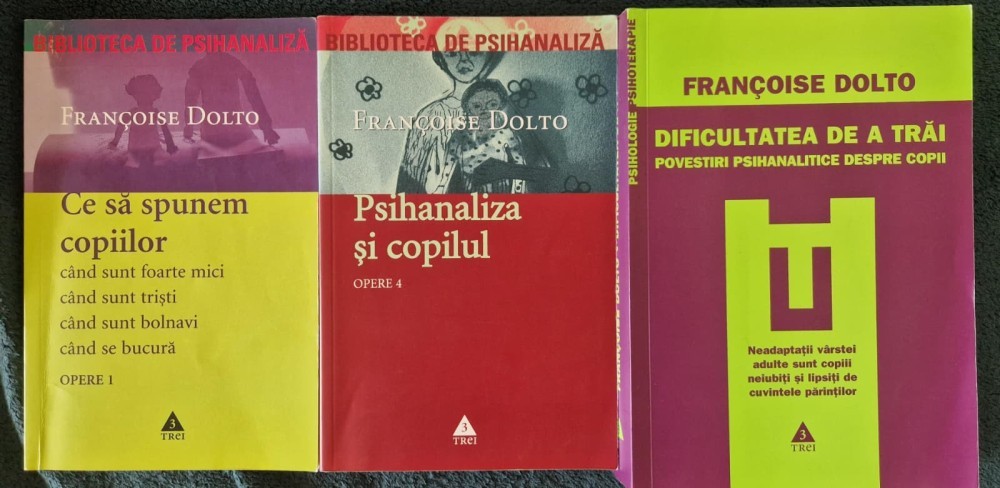 BIBLIOTECA DE PSIHANALIZĂ
FRANÇOISE DOLTO
Ce să spunem
copiilor
când sunt foarte mici
când sunt triști
când sunt bolnavi
când se bucură
OPERE 1
3
TREI
BIBLIOTECA DE PSIHANALIZĂ
FRANÇOISE DOLTO
Psihanaliza
și copilul
OPERE 4
3
TREI
PSIHOLOGIE PSIHOTERAPIE
FRANÇOISE DOLTO
DIFICULTATEA DE A TRĂI
POVESTIRI PSIHANALITICE DESPRE COPII
Neadaptații vârstei
adulte sunt copiii
neiubiți și lipsiți de
cuvintele părinților
3
TREI